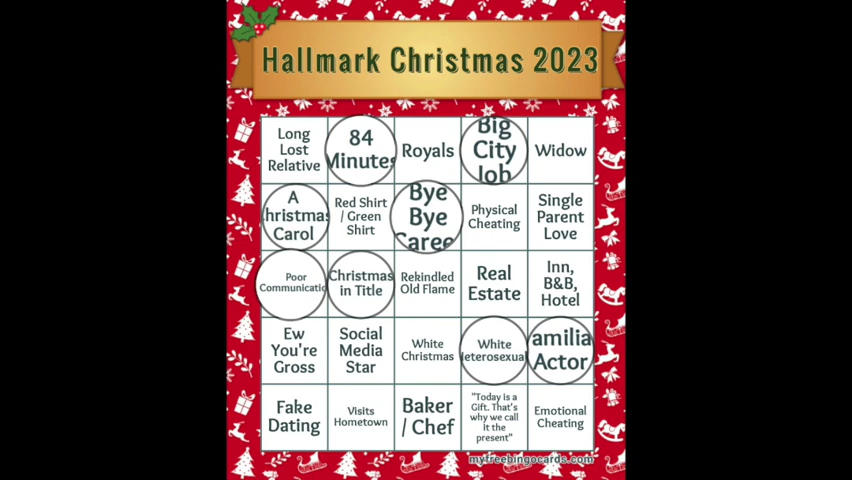 Hallmark Christmas 2023
Long
Lost
Relative
84
Minutes
Royals
Big
City
Job
Widow
A
Christmas
Carol
Red Shirt
/ Green
Shirt
Bye
Bye
Career
Physical
Cheating
Single
Parent
Love
Poor
Communicatio
Christmas
in Title
Rekindled
Old Flame
Real
Estate
Inn,
B&B,
Hotel
Ew
You're
Gross
Social
Media
Star
White
Christmas
White
Heterosexual
amilia
Actor
Fake
Dating
Visits
Hometown
Baker
/ Chef
"Today is a
Gift. That's
why we call
it the
present"
Emotional
Cheating
myfreebingocards.com